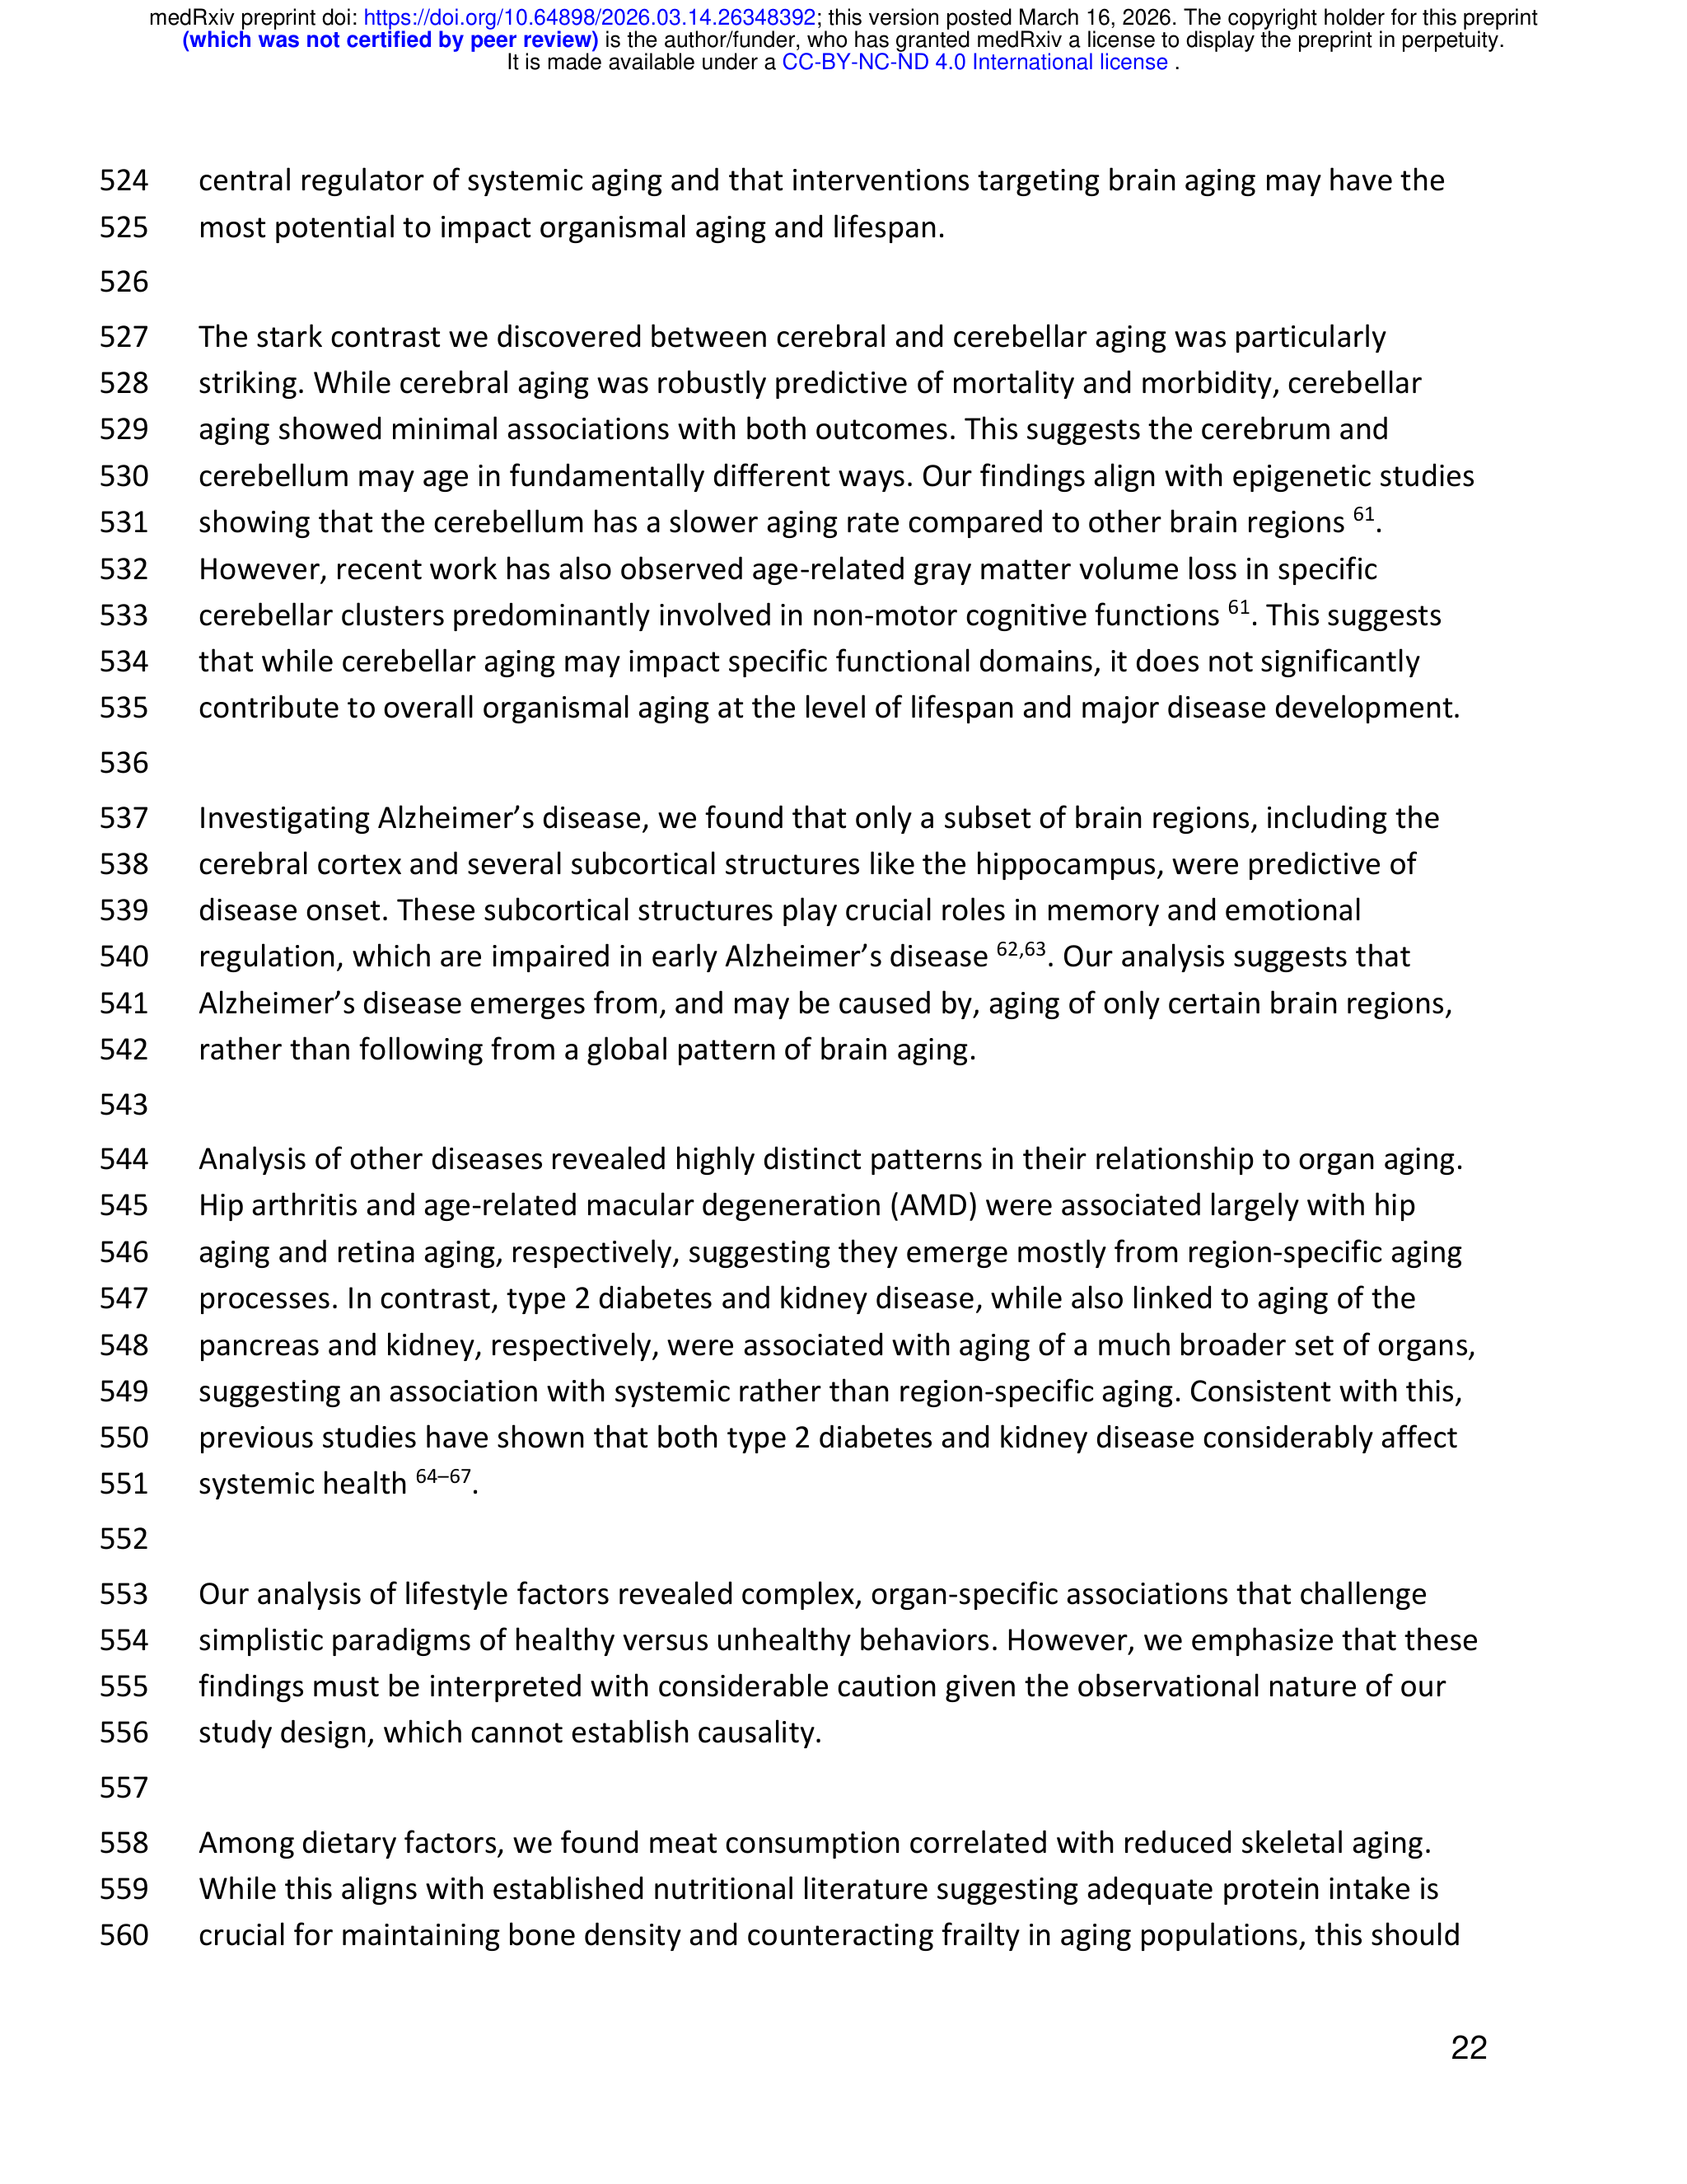 medRxiv preprint doi: https://doi.org/10.64898/2026.03.14.26348392; this version posted March 16, 2026. The copyright holder for this preprint
(which was not certified by peer review) is the author/funder, who has granted medRxiv a license to display the preprint in perpetuity.
It is made available under a CC-BY-NC-ND 4.0 International license .
524 central regulator of systemic aging and that interventions targeting brain aging may have the
525 most potential to impact organismal aging and lifespan.
526
527 The stark contrast we discovered between cerebral and cerebellar aging was particularly
528 striking. While cerebral aging was robustly predictive of mortality and morbidity, cerebellar
529 aging showed minimal associations with both outcomes. This suggests the cerebrum and
530 cerebellum may age in fundamentally different ways. Our findings align with epigenetic studies
531 showing that the cerebellum has a slower aging rate compared to other brain regions 61.
532 However, recent work has also observed age-related gray matter volume loss in specific
533 cerebellar clusters predominantly involved in non-motor cognitive functions 61. This suggests
534 that while cerebellar aging may impact specific functional domains, it does not significantly
535 contribute to overall organismal aging at the level of lifespan and major disease development.
536
537 Investigating Alzheimer’s disease, we found that only a subset of brain regions, including the
538 cerebral cortex and several subcortical structures like the hippocampus, were predictive of
539 disease onset. These subcortical structures play crucial roles in memory and emotional
540 regulation, which are impaired in early Alzheimer’s disease 62,63. Our analysis suggests that
541 Alzheimer’s disease emerges from, and may be caused by, aging of only certain brain regions,
542 rather than following from a global pattern of brain aging.
543
544 Analysis of other diseases revealed highly distinct patterns in their relationship to organ aging.
545 Hip arthritis and age-related macular degeneration (AMD) were associated largely with hip
546 aging and retina aging, respectively, suggesting they emerge mostly from region-specific aging
547 processes. In contrast, type 2 diabetes and kidney disease, while also linked to aging of the
548 pancreas and kidney, respectively, were associated with aging of a much broader set of organs,
549 suggesting an association with systemic rather than region-specific aging. Consistent with this,
550 previous studies have shown that both type 2 diabetes and kidney disease considerably affect
551 systemic health 64–67.
552
553 Our analysis of lifestyle factors revealed complex, organ-specific associations that challenge
554 simplistic paradigms of healthy versus unhealthy behaviors. However, we emphasize that these
555 findings must be interpreted with considerable caution given the observational nature of our
556 study design, which cannot establish causality.
557
558 Among dietary factors, we found meat consumption correlated with reduced skeletal aging.
559 While this aligns with established nutritional literature suggesting adequate protein intake is
560 crucial for maintaining bone density and counteracting frailty in aging populations, this should
22